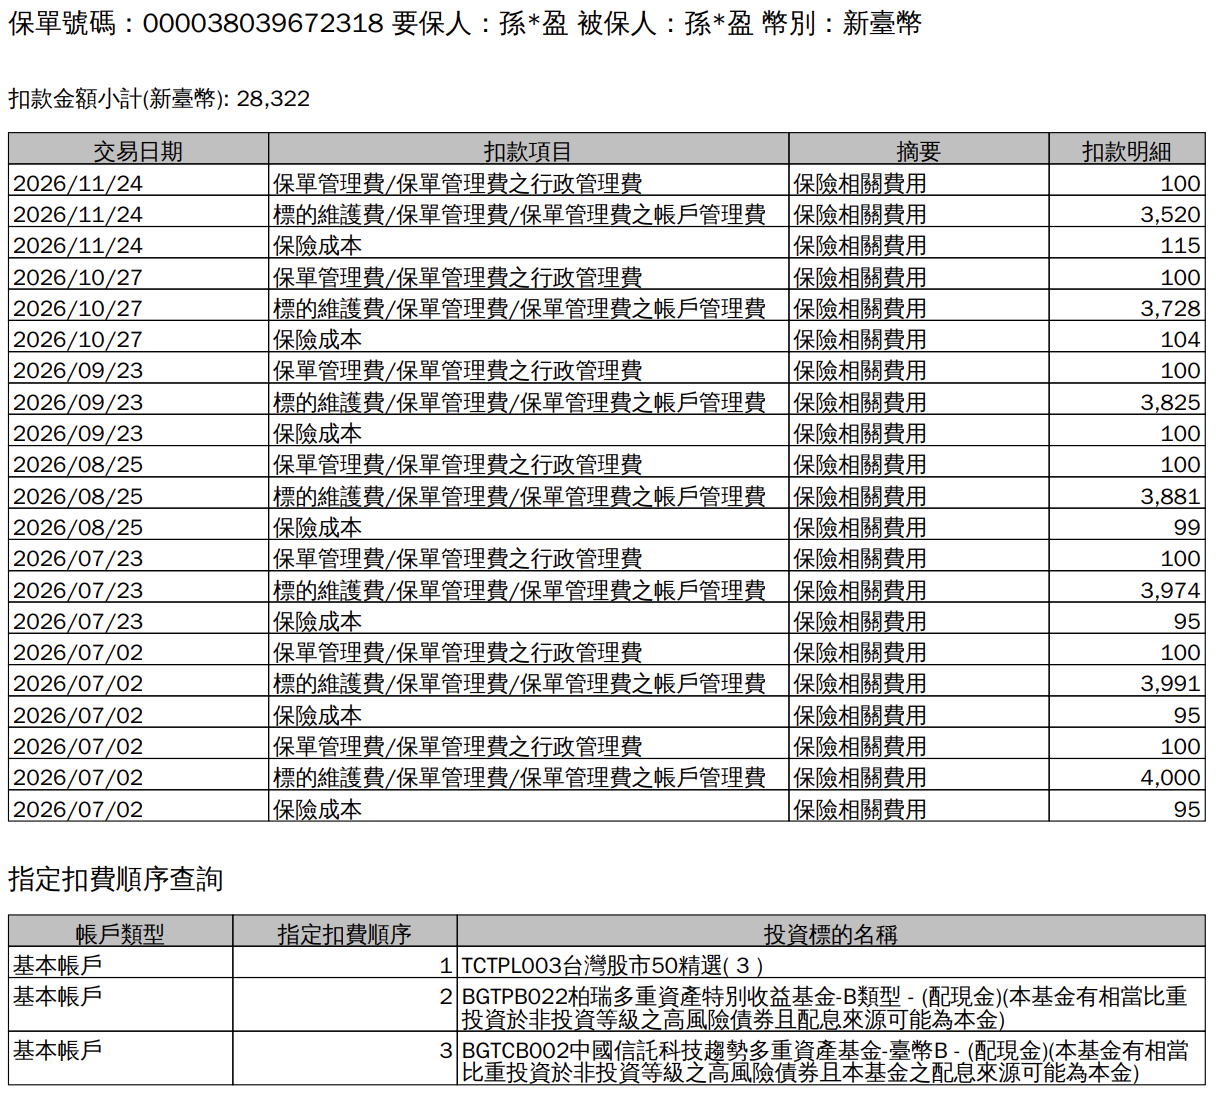 保單號碼：000038039672318 要保人：孫*盈 被保人：孫*盈 幣別：新臺幣
扣款金額小計(新臺幣): 28,322
交易日期 扣款項目 摘要 扣款明細
2026/11/24 保單管理費/保單管理費之行政管理費 保險相關費用 100
2026/11/24 標的維護費/保單管理費/保單管理費之帳戶管理費 保險相關費用 3,520
2026/11/24 保險成本 保險相關費用 115
2026/10/27 保單管理費/保單管理費之行政管理費 保險相關費用 100
2026/10/27 標的維護費/保單管理費/保單管理費之帳戶管理費 保險相關費用 3,728
2026/10/27 保險成本 保險相關費用 104
2026/09/23 保單管理費/保單管理費之行政管理費 保險相關費用 100
2026/09/23 標的維護費/保單管理費/保單管理費之帳戶管理費 保險相關費用 3,825
2026/09/23 保險成本 保險相關費用 100
2026/08/25 保單管理費/保單管理費之行政管理費 保險相關費用 100
2026/08/25 標的維護費/保單管理費/保單管理費之帳戶管理費 保險相關費用 3,881
2026/08/25 保險成本 保險相關費用 99
2026/07/23 保單管理費/保單管理費之行政管理費 保險相關費用 100
2026/07/23 標的維護費/保單管理費/保單管理費之帳戶管理費 保險相關費用 3,974
2026/07/23 保險成本 保險相關費用 95
2026/07/02 保單管理費/保單管理費之行政管理費 保險相關費用 100
2026/07/02 標的維護費/保單管理費/保單管理費之帳戶管理費 保險相關費用 3,991
2026/07/02 保險成本 保險相關費用 95
2026/07/02 保單管理費/保單管理費之行政管理費 保險相關費用 100
2026/07/02 標的維護費/保單管理費/保單管理費之帳戶管理費 保險相關費用 4,000
2026/07/02 保險成本 保險相關費用 95
指定扣費順序查詢
帳戶類型 指定扣費順序 投資標的名稱
基本帳戶 1 TCTPL003台灣股市50精選(３)
基本帳戶 2 BGTPB022柏瑞多重資產特別收益基金-B類型 - (配現金)(本基金有相當比重
投資於非投資等級之高風險債券且配息來源可能為本金)
基本帳戶 3 BGTCB002中國信託科技趨勢多重資產基金-臺幣B - (配現金)(本基金有相當
比重投資於非投資等級之高風險債券且本基金之配息來源可能為本金)